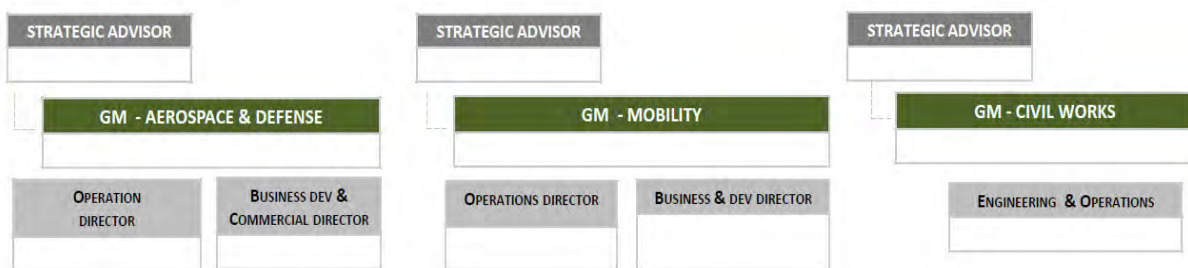 STRATEGIC ADVISOR
GM - AEROSPACE & DEFENSE
OPERATION
DIRECTOR
BUSINESS DEV &
COMMERCIAL DIRECTOR
STRATEGIC ADVISOR
GM - MOBILITY
OPERATIONS DIRECTOR
BUSINESS & DEV DIRECTOR
STRATEGIC ADVISOR
GM - CIVIL WORKS
ENGINEERING & OPERATIONS